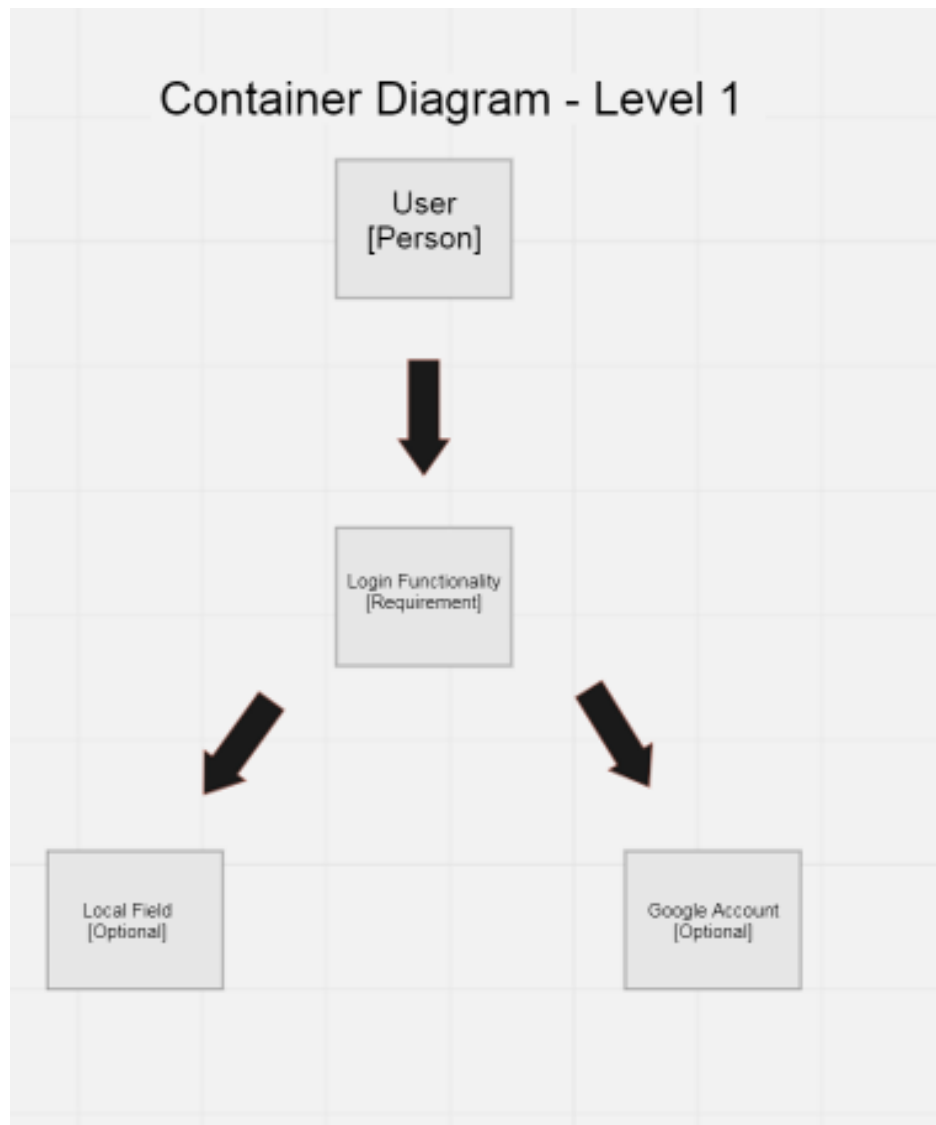 Container Diagram - Level 1
User
[Person]
Login Functionality
[Requirement]
Local Field
[Optional]
Google Account
[Optional]